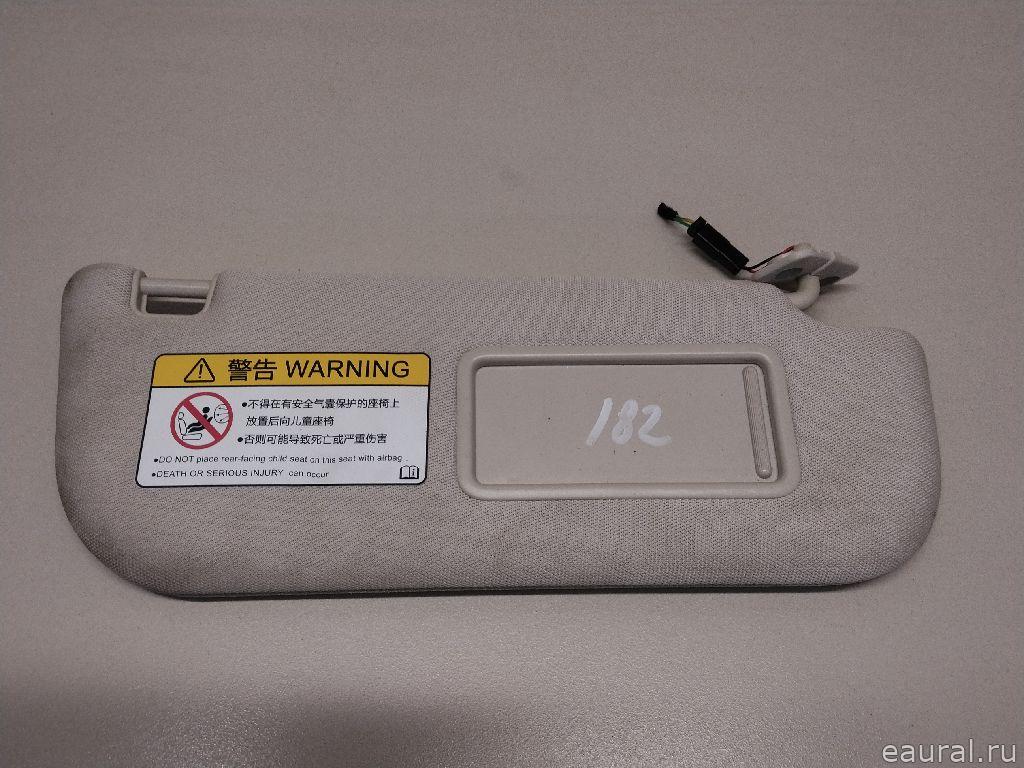 警告 WARNING
●不得在有安全气囊保护的座椅上
放置后向儿童座椅
●否则可能导致死亡或严重伤害
●DO NOT place rear-facing child seat on this seat with airbag.
●DEATH OR SERIOUS INJURY can occur
182
eaural.ru